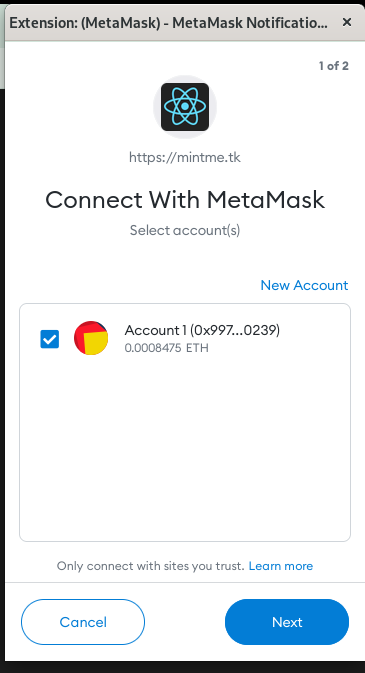 Extension: (MetaMask) - MetaMask Notificatio... ×
1 of 2
https://mintme.tk
Connect With MetaMask
Select account(s)
New Account
Account 1 (0x997...0239)
0.0008475 ETH
Only connect with sites you trust. Learn more
Cancel
Next